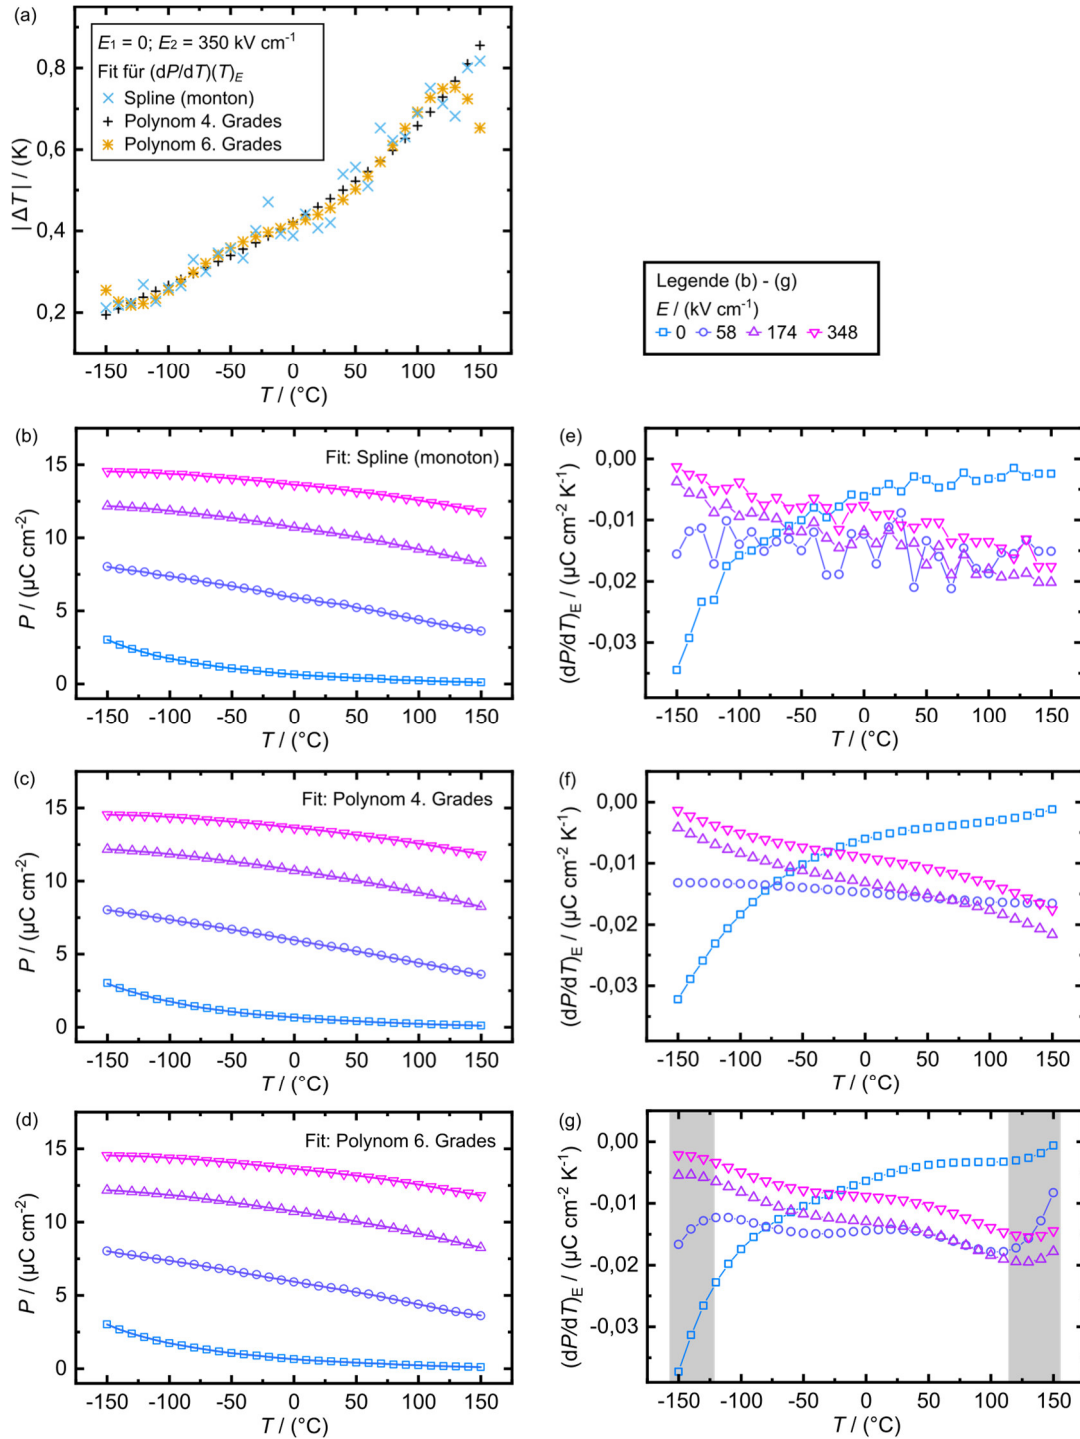 (a)
E1 = 0; E2 = 350 kV cm-1
Fit für (dP/dT)(T)E
Spline (monton)
Polynom 4. Grades
Polynom 6. Grades
|ΔT| / (K)
0,8
0,6
0,4
0,2
-150 -100 -50 0 50 100 150
T / (°C)
Legende (b) - (g)
E / (kV cm-1)
0 58 174 348
(b)
Fit: Spline (monoton)
P / (µC cm-2)
15
10
5
0
-150 -100 -50 0 50 100 150
T / (°C)
(e)
(dP/dT)E / (µC cm-2 K-1)
0,00
-0,01
-0,02
-0,03
-150 -100 -50 0 50 100 150
T / (°C)
(c)
Fit: Polynom 4. Grades
P / (µC cm-2)
15
10
5
0
-150 -100 -50 0 50 100 150
T / (°C)
(f)
(dP/dT)E / (µC cm-2 K-1)
0,00
-0,01
-0,02
-0,03
-150 -100 -50 0 50 100 150
T / (°C)
(d)
Fit: Polynom 6. Grades
P / (µC cm-2)
15
10
5
0
-150 -100 -50 0 50 100 150
T / (°C)
(g)
(dP/dT)E / (µC cm-2 K-1)
0,00
-0,01
-0,02
-0,03
-150 -100 -50 0 50 100 150
T / (°C)